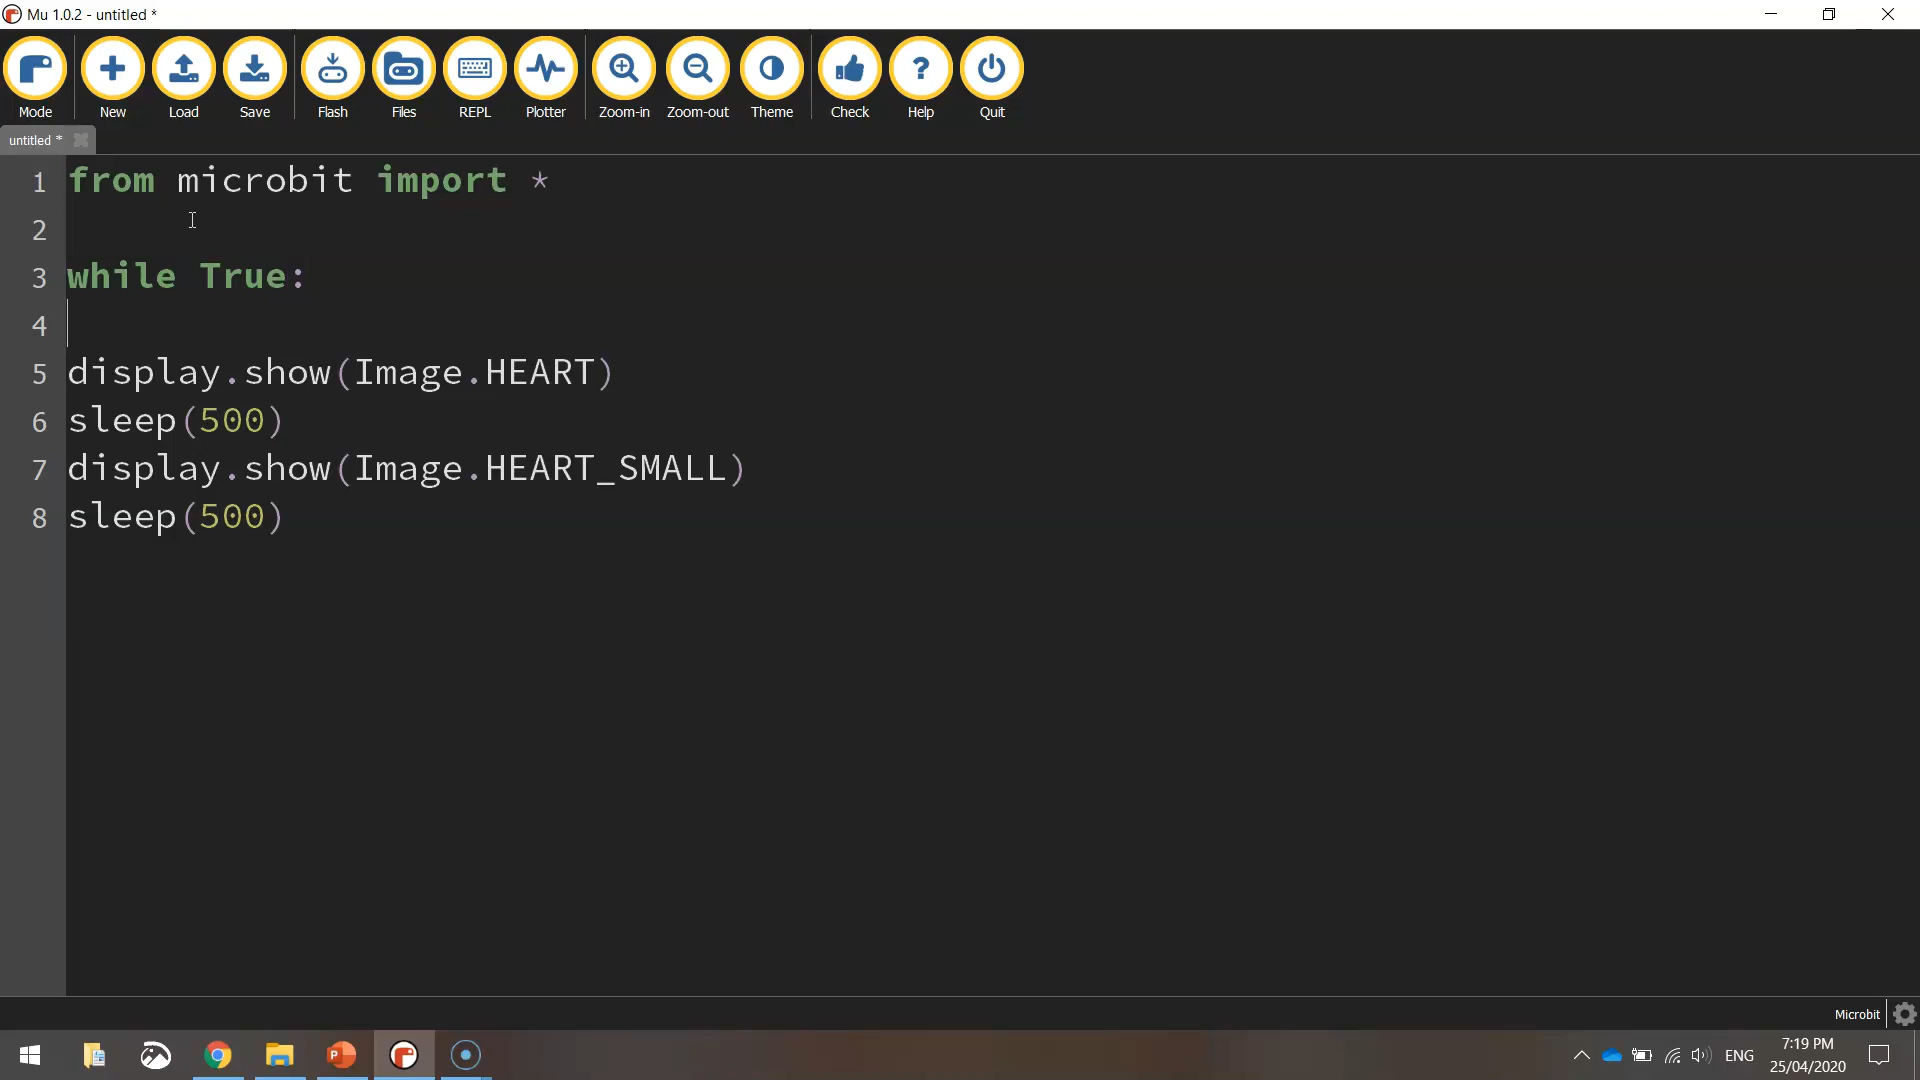 Mu 1.0.2 - untitled *
Mode New Load Save Flash Files REPL Plotter Zoom-in Zoom-out Theme Check Help Quit
untitled *
1 from microbit import *
2
3 while True:
4
5 display.show(Image.HEART)
6 sleep(500)
7 display.show(Image.HEART_SMALL)
8 sleep(500)
Microbit
ENG
7:19 PM
25/04/2020